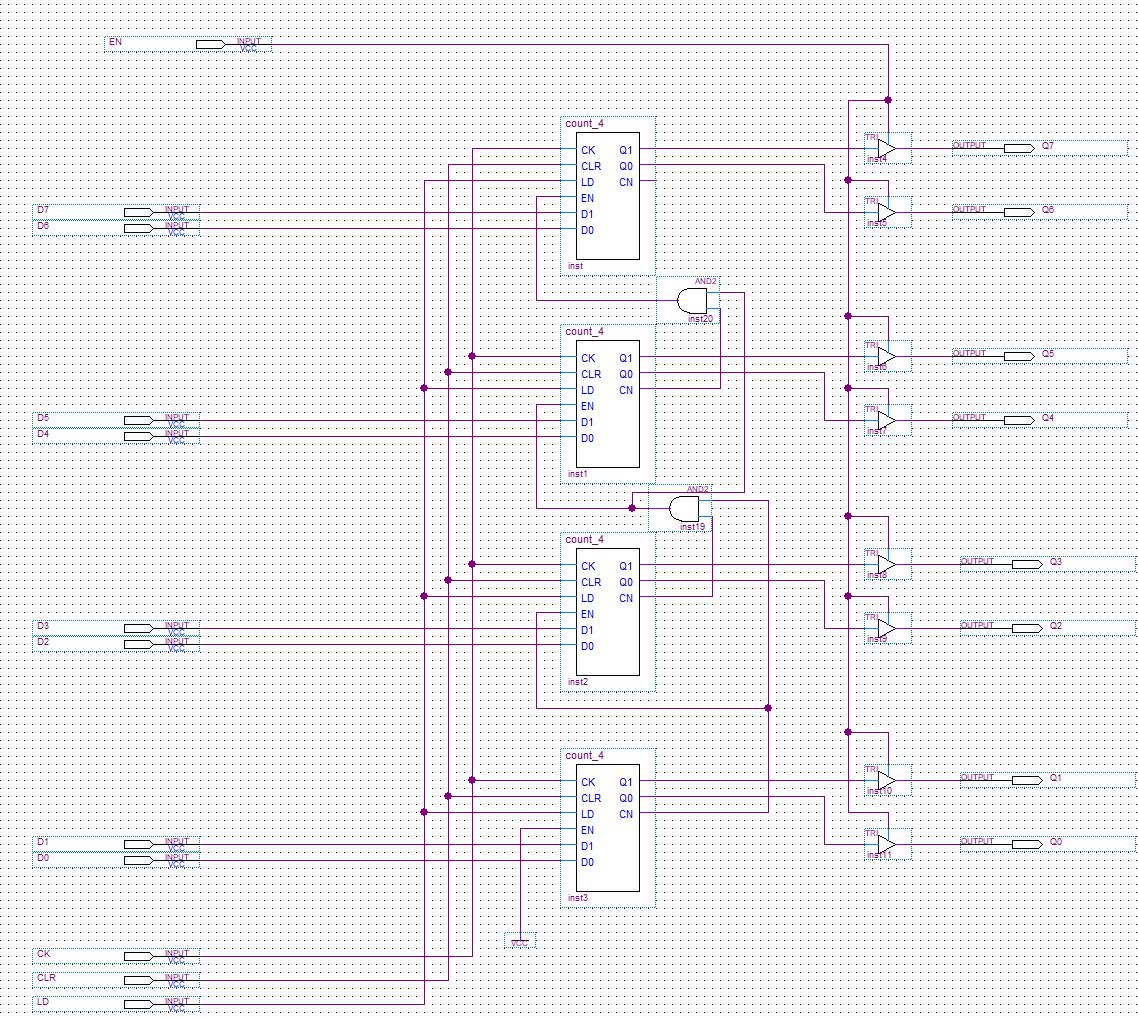 EN INPUT VCC
count_4
CK Q1
CLR Q0
LD CN
EN
D1
D0
inst
TRI
inst4
OUTPUT Q7
D7 INPUT VCC
D6 INPUT VCC
TRI
inst5
OUTPUT Q6
AND2
inst20
count_4
CK Q1
CLR Q0
LD CN
EN
D1
D0
inst1
TRI
inst6
OUTPUT Q5
D5 INPUT VCC
D4 INPUT VCC
TRI
inst7
OUTPUT Q4
AND2
inst19
count_4
CK Q1
CLR Q0
LD CN
EN
D1
D0
inst2
TRI
inst8
OUTPUT Q3
D3 INPUT VCC
D2 INPUT VCC
TRI
inst9
OUTPUT Q2
count_4
CK Q1
CLR Q0
LD CN
EN
D1
D0
inst3
TRI
inst10
OUTPUT Q1
D1 INPUT VCC
D0 INPUT VCC
TRI
inst11
OUTPUT Q0
VCC
CK INPUT VCC
CLR INPUT VCC
LD INPUT VCC